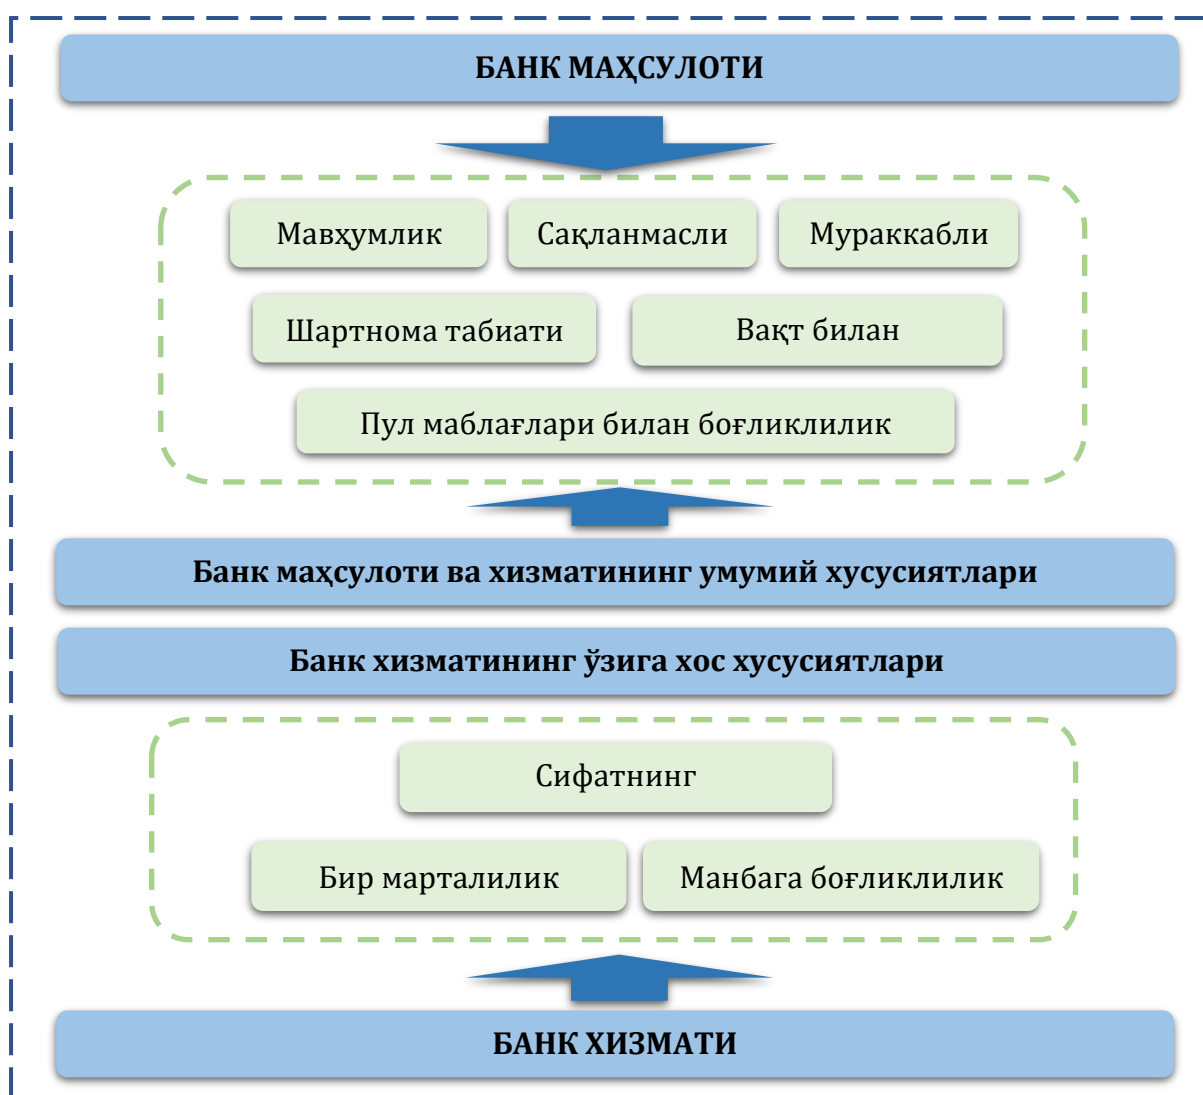 БАНК МАҲСУЛОТИ
Мавҳумлик
Сақланмасли
Мураккабли
Шартнома табиати
Вақт билан
Пул маблағлари билан боғликлилик
Банк маҳсулоти ва хизматининг умумий хусусиятлари
Банк хизматининг ўзига хос хусусиятлари
Сифатнинг
Бир марталилик
Манбага боғликлилик
БАНК ХИЗМАТИ